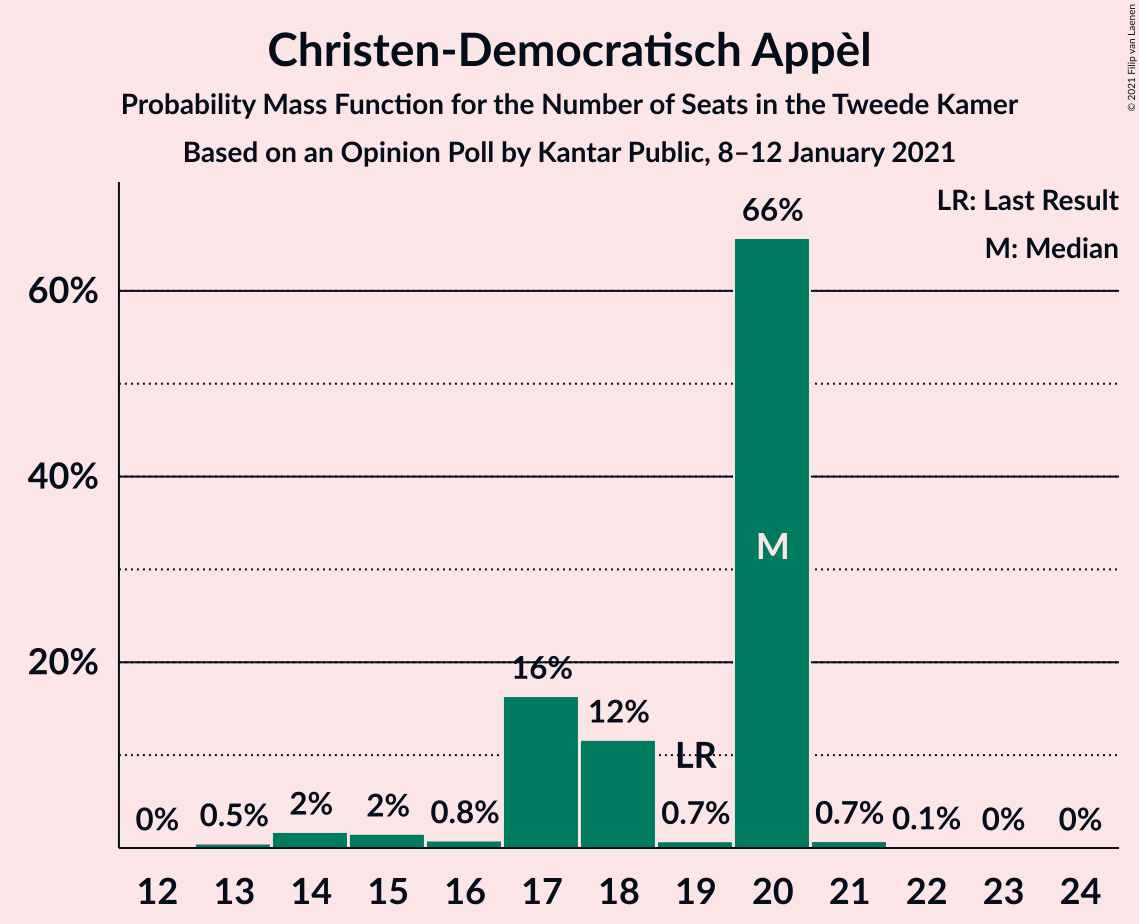 Christen-Democratisch Appèl
Probability Mass Function for the Number of Seats in the Tweede Kamer
Based on an Opinion Poll by Kantar Public, 8–12 January 2021
© 2021 Filip van Laenen
LR: Last Result
M: Median
66%
60%
40%
M
20%
16%
12%
LR
0%
0.5%
2%
2%
0.8%
0.7%
0.7%
0.1%
0%
0%
12 13 14 15 16 17 18 19 20 21 22 23 24